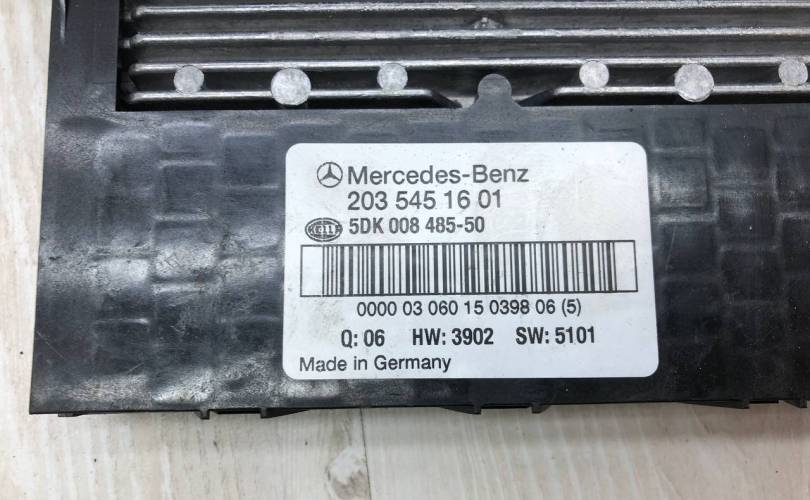 Mercedes-Benz
203 545 16 01
HELLA 5DK 008 485-50
0000 03 060 15 0398 06 (5)
Q: 06 HW: 3902 SW: 5101
Made in Germany